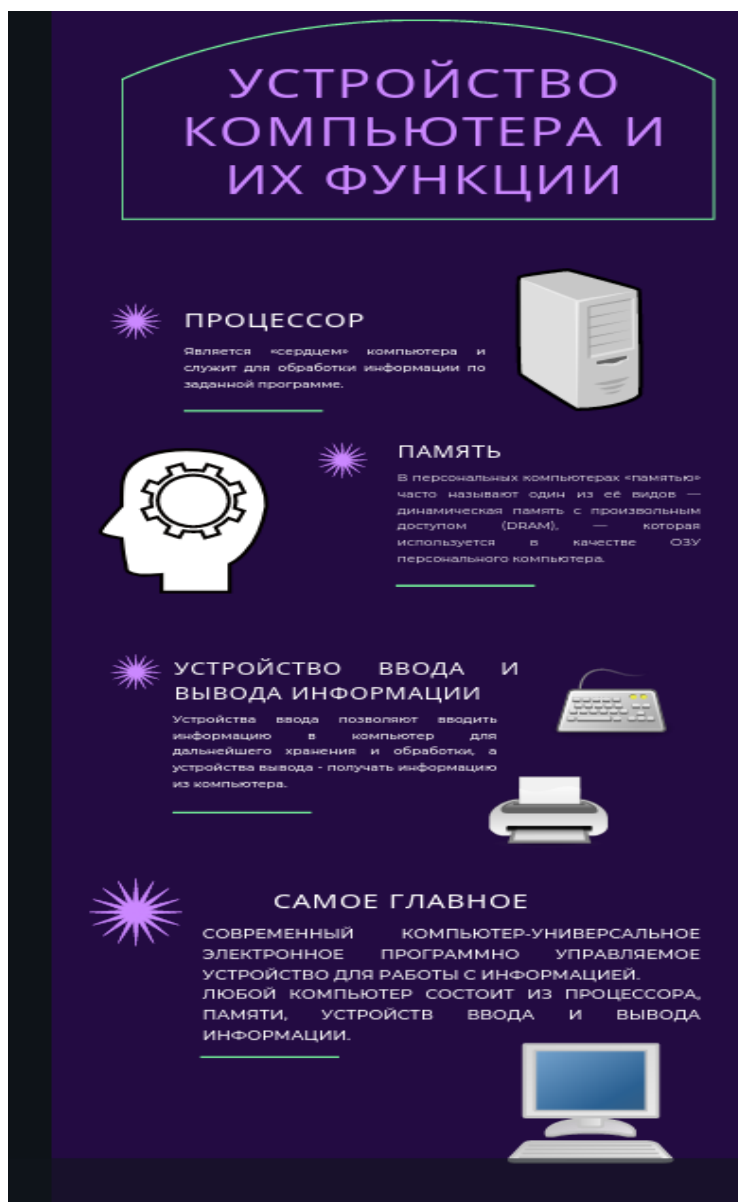 УСТРОЙСТВО
КОМПЬЮТЕРА И
ИХ ФУНКЦИИ
ПРОЦЕССОР
Является «сердцем» компьютера и
служит для обработки информации по
заданной программе.
ПАМЯТЬ
В персональных компьютерах «памятью»
часто называют один из её видов —
динамическая память с произвольным
доступом (DRAM), — которая
используется в качестве ОЗУ
персонального компьютера.
УСТРОЙСТВО ВВОДА И
ВЫВОДА ИНФОРМАЦИИ
Устройства ввода позволяют вводить
информацию в компьютер для
дальнейшего хранения и обработки, а
устройства вывода - получать информацию
из компьютера.
САМОЕ ГЛАВНОЕ
СОВРЕМЕННЫЙ КОМПЬЮТЕР-УНИВЕРСАЛЬНОЕ
ЭЛЕКТРОННОЕ ПРОГРАММНО УПРАВЛЯЕМОЕ
УСТРОЙСТВО ДЛЯ РАБОТЫ С ИНФОРМАЦИЕЙ.
ЛЮБОЙ КОМПЬЮТЕР СОСТОИТ ИЗ ПРОЦЕССОРА,
ПАМЯТИ, УСТРОЙСТВ ВВОДА И ВЫВОДА
ИНФОРМАЦИИ.